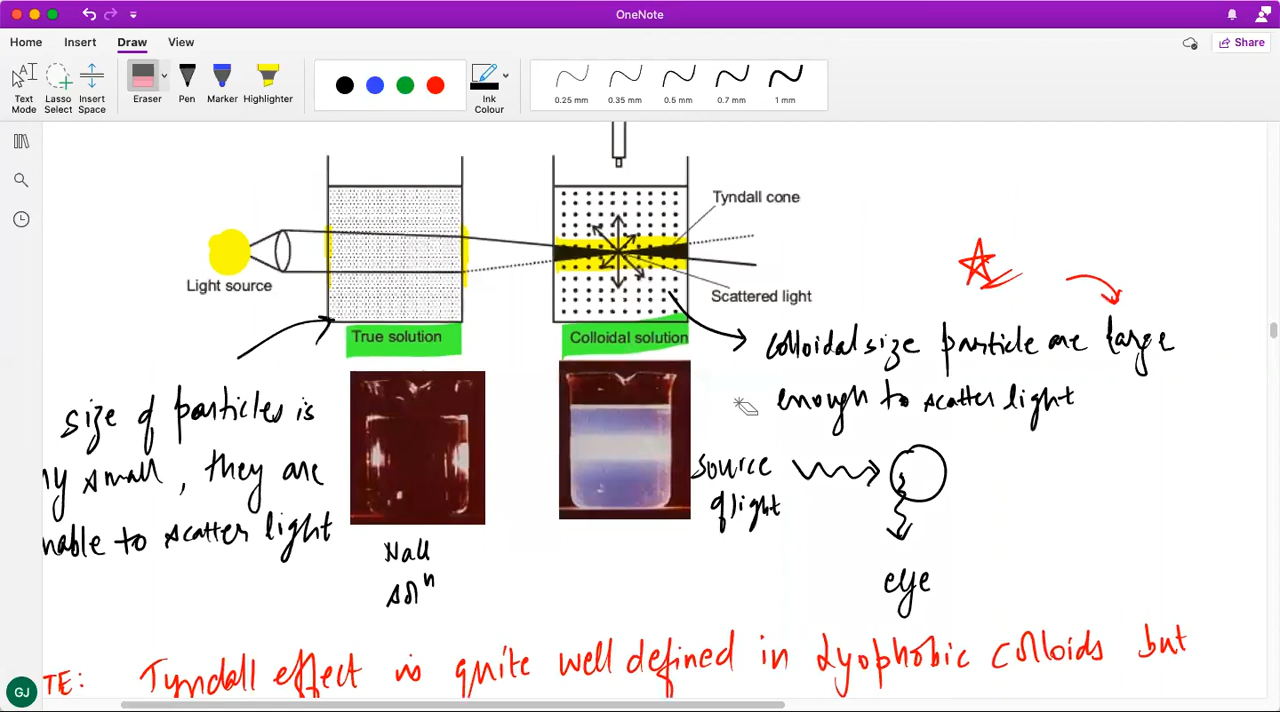 OneNote
Home Insert Draw View
Share
Text Mode
Lasso Select
Insert Space
Eraser
Pen
Marker
Highlighter
Ink Colour
0.25 mm
0.35 mm
0.5 mm
0.7 mm
1 mm
Tyndall cone
Light source
Scattered light
True solution
Colloidal solution
colloidal size particle are large
enough to scatter light
size of particles is
small, they are
to scatter light
source
of light
eye
Nacl
solⁿ
TE: Tyndall effect is quite well defined in Lyophobic colloids but
GJ